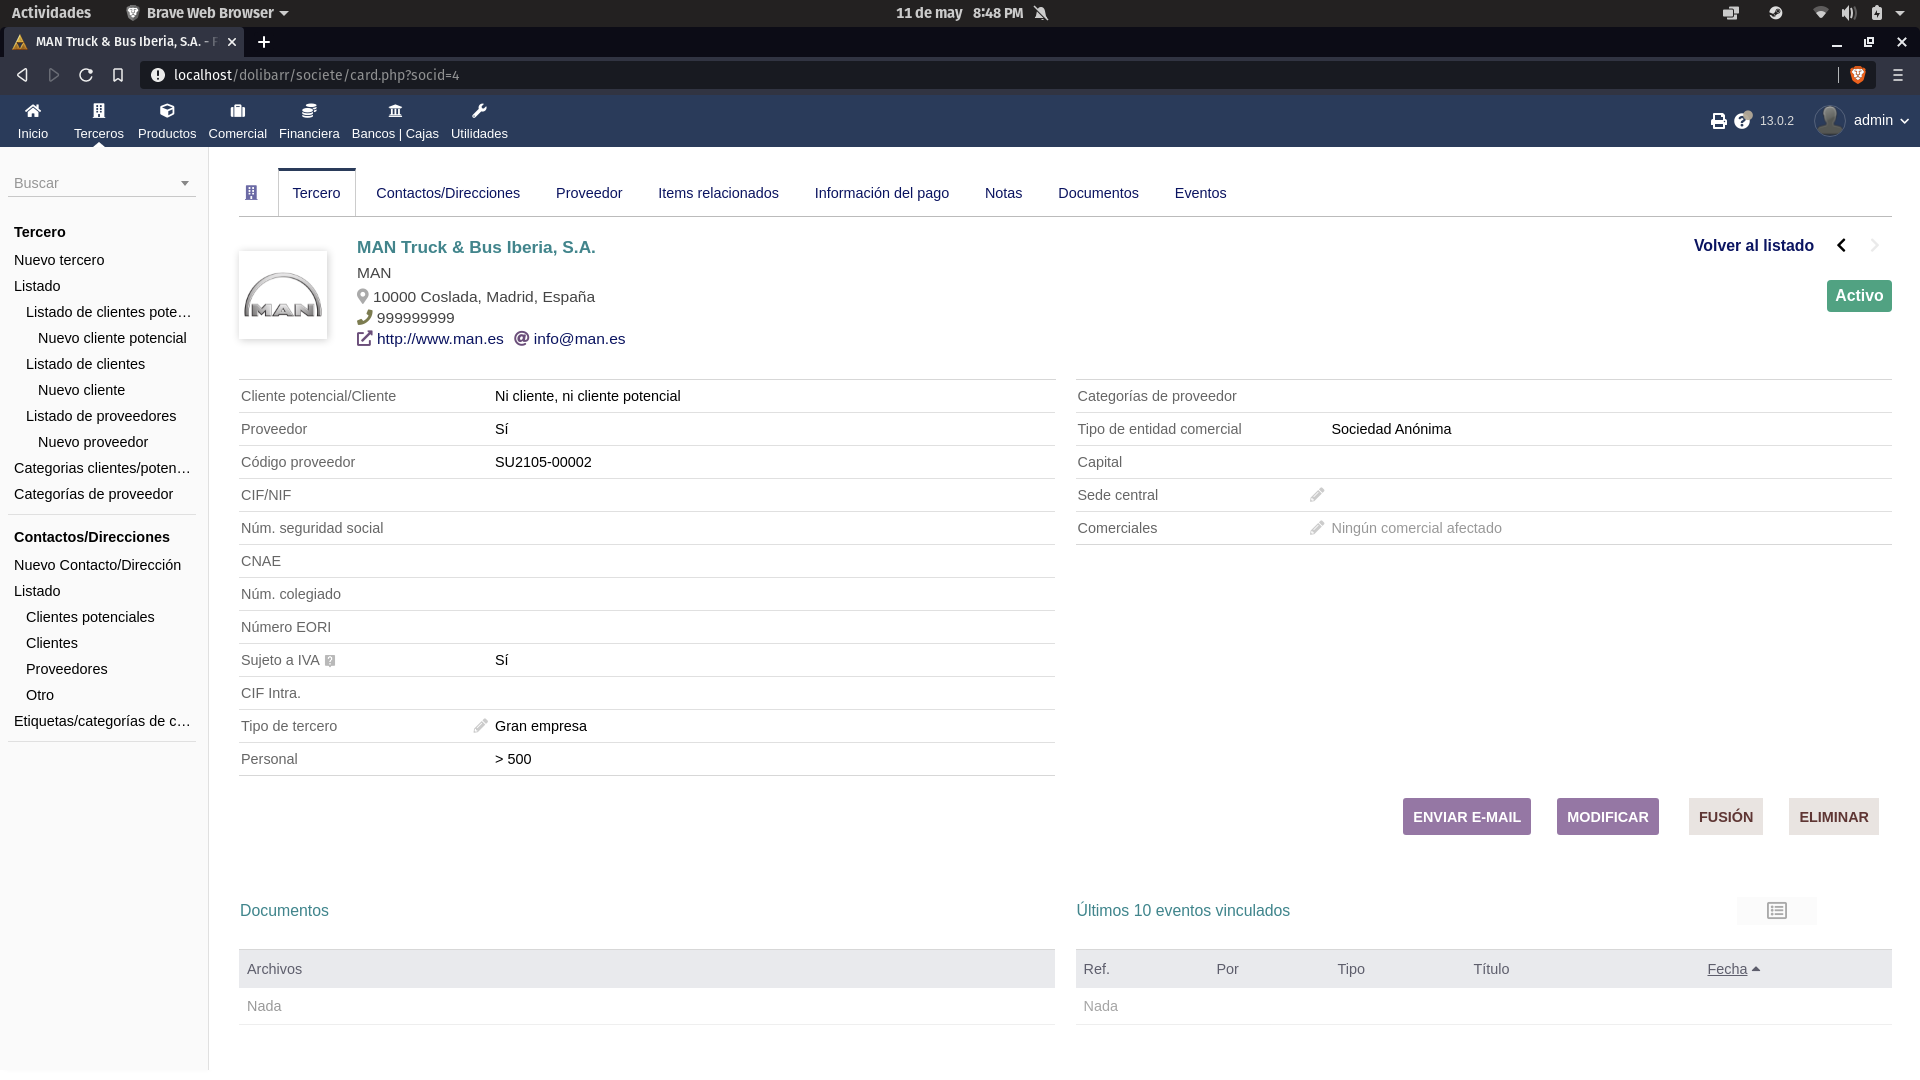 Actividades
Brave Web Browser
11 de may 8:48 PM
MAN Truck & Bus Iberia, S.A. -
localhost/dolibarr/societe/card.php?socid=4
Inicio
Terceros
Productos
Comercial
Financiera
Bancos | Cajas
Utilidades
13.0.2
admin
Buscar
Tercero
Nuevo tercero
Listado
Listado de clientes pote…
Nuevo cliente potencial
Listado de clientes
Nuevo cliente
Listado de proveedores
Nuevo proveedor
Categorias clientes/poten…
Categorías de proveedor
Contactos/Direcciones
Nuevo Contacto/Dirección
Listado
Clientes potenciales
Clientes
Proveedores
Otro
Etiquetas/categorías de c…
Tercero
Contactos/Direcciones
Proveedor
Items relacionados
Información del pago
Notas
Documentos
Eventos
MAN
MAN Truck & Bus Iberia, S.A.
MAN
10000 Coslada, Madrid, España
999999999
http://www.man.es info@man.es
Volver al listado
Activo
Cliente potencial/Cliente Ni cliente, ni cliente potencial
Proveedor Sí
Código proveedor SU2105-00002
CIF/NIF
Núm. seguridad social
CNAE
Núm. colegiado
Número EORI
Sujeto a IVA Sí
CIF Intra.
Tipo de tercero Gran empresa
Personal > 500
Categorías de proveedor
Tipo de entidad comercial Sociedad Anónima
Capital
Sede central
Comerciales Ningún comercial afectado
ENVIAR E-MAIL
MODIFICAR
FUSIÓN
ELIMINAR
Documentos
Archivos
Nada
Últimos 10 eventos vinculados
Ref. Por Tipo Título Fecha
Nada